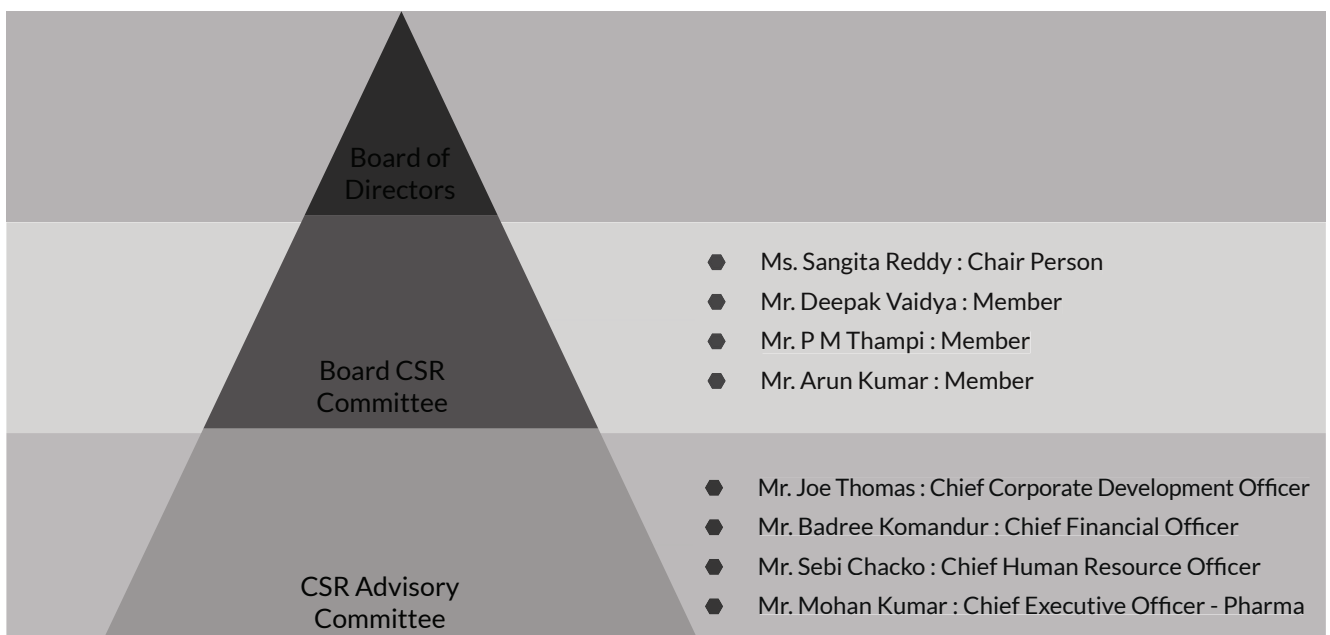 Board of
Directors
Board CSR
Committee
Ms. Sangita Reddy : Chair Person
Mr. Deepak Vaidya : Member
Mr. P M Thampi : Member
Mr. Arun Kumar : Member
CSR Advisory
Committee
Mr. Joe Thomas : Chief Corporate Development Officer
Mr. Badree Komandur : Chief Financial Officer
Mr. Sebi Chacko : Chief Human Resource Officer
Mr. Mohan Kumar : Chief Executive Officer - Pharma